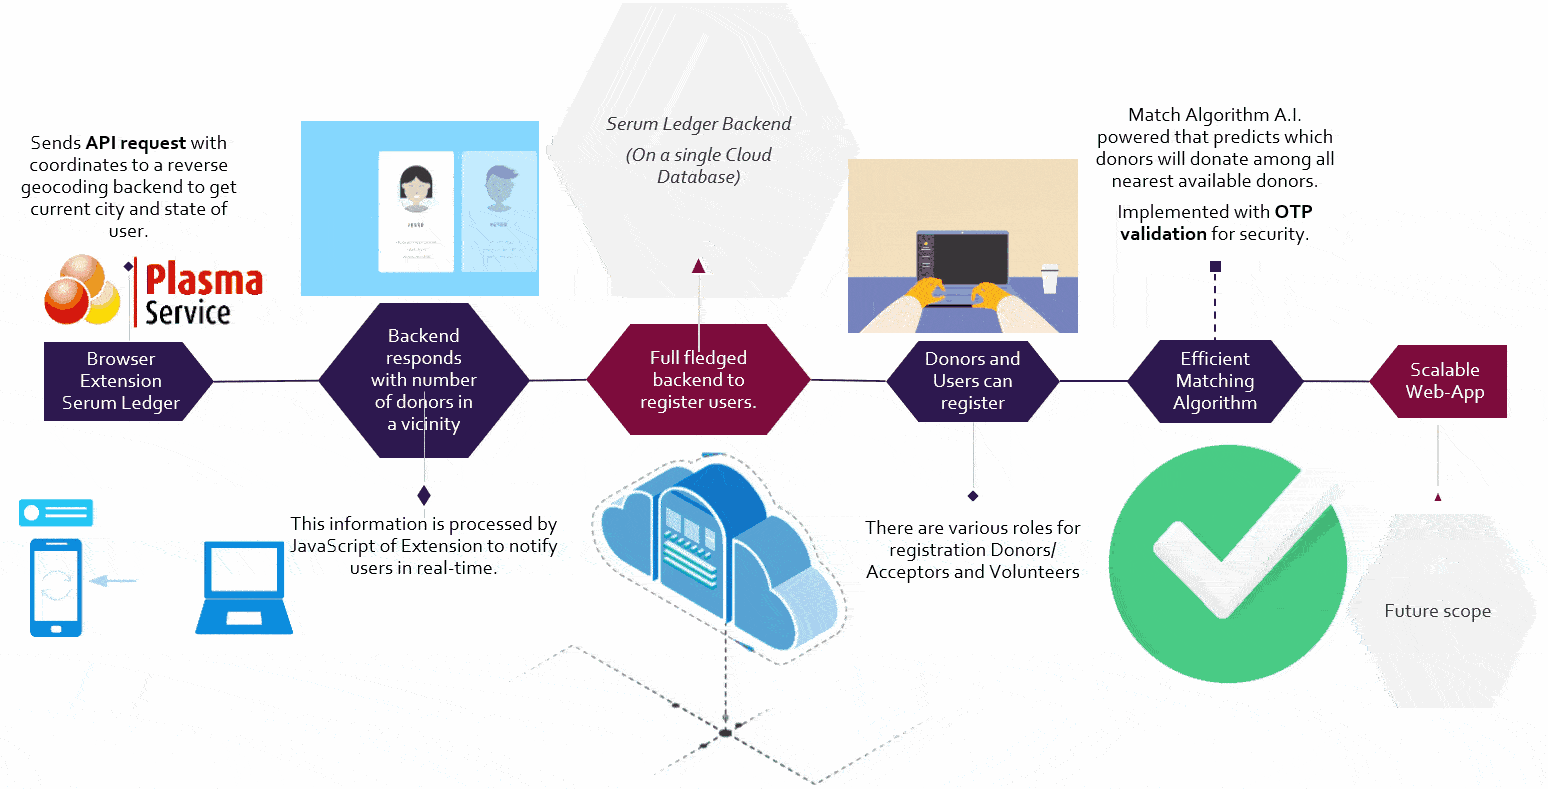 Sends API request with
coordinates to a reverse
geocoding backend to get
current city and state of
user.
Plasma
Service
Browser
Extension
Serum Ledger
Backend
responds
with number
of donors in
a vicinity
This information is processed by
JavaScript of Extension to notify
users in real-time.
Serum Ledger Backend
(On a single Cloud
Database)
Full fledged
backend to
register users.
Donors and
Users can
register
There are various roles for
registration Donors/
Acceptors and Volunteers
Match Algorithm A.I.
powered that predicts which
donors will donate among all
nearest available donors.
Implemented with OTP
validation for security.
Efficient
Matching
Algorithm
Scalable
Web-App
Future scope